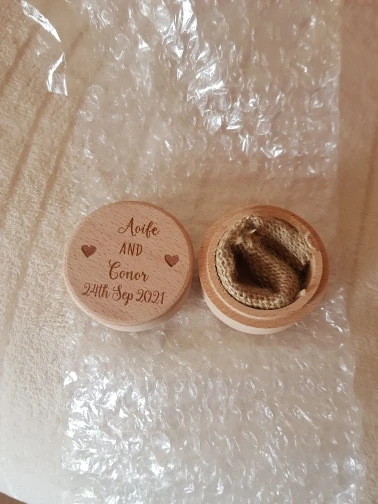 Aoife
AND
Conor
24th Sep 2021